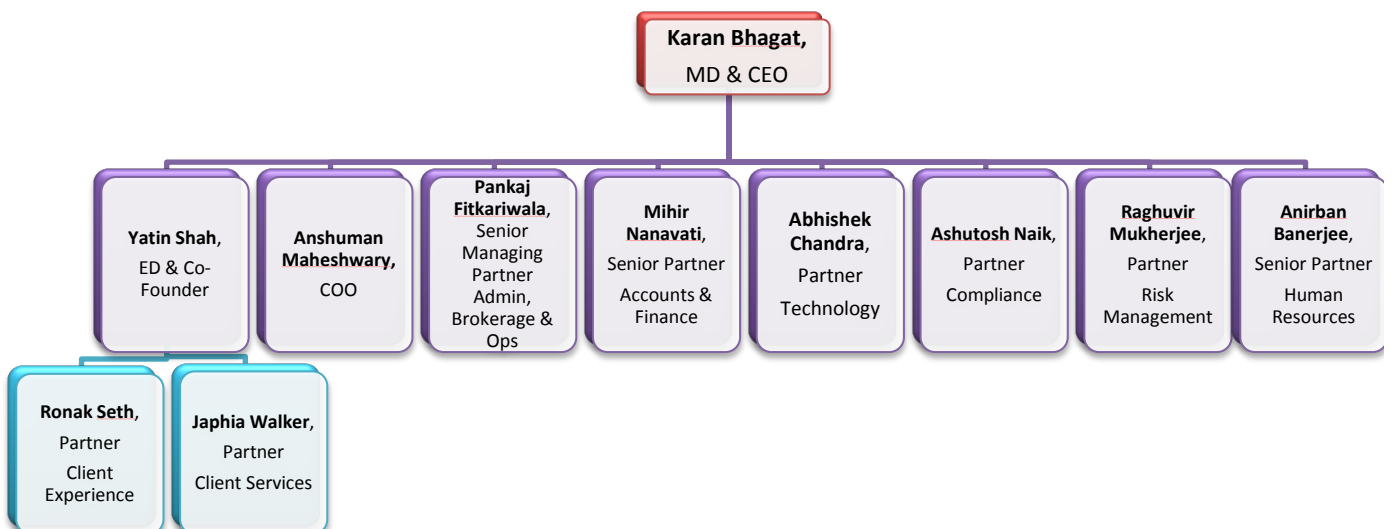 Karan Bhagat,
MD & CEO
Yatin Shah,
ED & Co-
Founder
Anshuman
Maheshwary,
COO
Pankaj
Fitkariwala,
Senior
Managing
Partner
Admin,
Brokerage &
Ops
Mihir
Nanavati,
Senior Partner
Accounts &
Finance
Abhishek
Chandra,
Partner
Technology
Ashutosh Naik,
Partner
Compliance
Raghuvir
Mukherjee,
Partner
Risk
Management
Anirban
Banerjee,
Senior Partner
Human
Resources
Ronak Seth,
Partner
Client
Experience
Japhia Walker,
Partner
Client Services